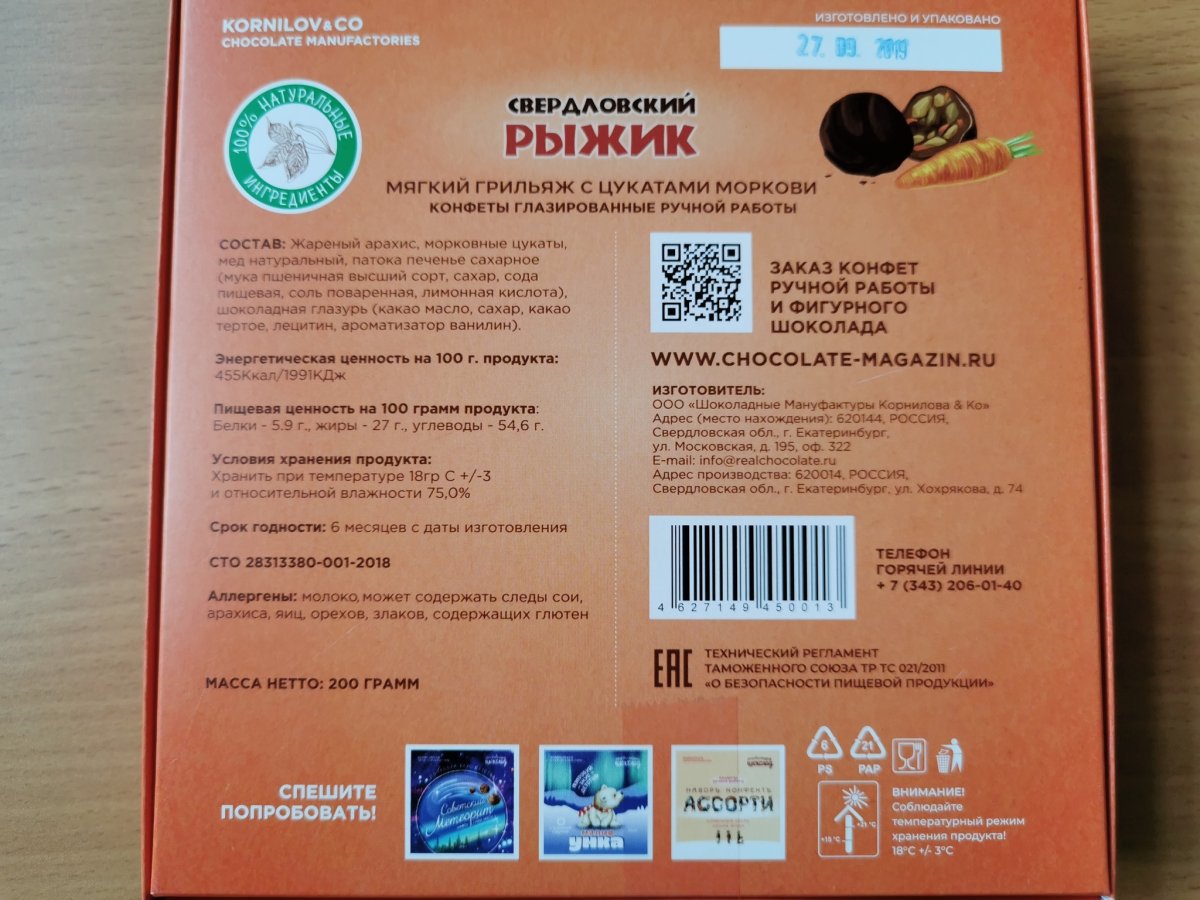 KORNILOV&CO
CHOCOLATE MANUFACTORIES
ИЗГОТОВЛЕНО И УПАКОВАНО
27. 09. 2019
100% НАТУРАЛЬНЫЕ
ИНГРЕДИЕНТЫ
СВЕРДЛОВСКИЙ
РЫЖИК
МЯГКИЙ ГРИЛЬЯЖ С ЦУКАТАМИ МОРКОВИ
КОНФЕТЫ ГЛАЗИРОВАННЫЕ РУЧНОЙ РАБОТЫ
СОСТАВ: Жареный арахис, морковные цукаты,
мед натуральный, патока печенье сахарное
(мука пшеничная высший сорт, сахар, сода
пищевая, соль поваренная, лимонная кислота),
шоколадная глазурь (какао масло, сахар, какао
тертое, лецитин, ароматизатор ванилин).
Энергетическая ценность на 100 г. продукта:
455Ккал/1991КДж
Пищевая ценность на 100 грамм продукта:
Белки - 5.9 г., жиры - 27 г., углеводы - 54,6 г.
Условия хранения продукта:
Хранить при температуре 18гр С +/-3
и относительной влажности 75,0%
Срок годности: 6 месяцев с даты изготовления
СТО 28313380-001-2018
Аллергены: молоко, может содержать следы сои,
арахиса, яиц, орехов, злаков, содержащих глютен
МАССА НЕТТО: 200 ГРАММ
ЗАКАЗ КОНФЕТ
РУЧНОЙ РАБОТЫ
И ФИГУРНОГО
ШОКОЛАДА
WWW.CHOCOLATE-MAGAZIN.RU
ИЗГОТОВИТЕЛЬ:
ООО «Шоколадные Мануфактуры Корнилова & Ко»
Адрес (место нахождения): 620144, РОССИЯ,
Свердловская обл., г. Екатеринбург,
ул. Московская, д. 195, оф. 322
E-mail: info@realchocolate.ru
Адрес производства: 620014, РОССИЯ,
Свердловская обл., г. Екатеринбург, ул. Хохрякова, д. 74
4627149450013
ТЕЛЕФОН
ГОРЯЧЕЙ ЛИНИИ
+ 7 (343) 206-01-40
EAC
ТЕХНИЧЕСКИЙ РЕГЛАМЕНТ
ТАМОЖЕННОГО СОЮЗА ТР ТС 021/2011
«О БЕЗОПАСНОСТИ ПИЩЕВОЙ ПРОДУКЦИИ»
СПЕШИТЕ
ПОПРОБОВАТЬ!
Советский
Метеорит
УНКА
НАБОРЪ КОНФЕКТЪ
АССОРТИ
6
PS
21
PAP
+15 °C
+21 °C
ВНИМАНИЕ!
Соблюдайте
температурный режим
хранения продукта!
18°C +/- 3°C